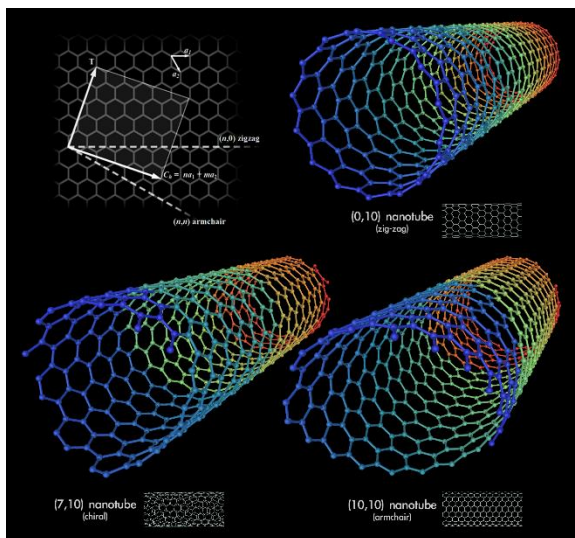 a₁
a₂
T
(n,0) zigzag
Cₕ = na₁ + ma₂
(n,n) armchair
(0,10) nanotube
(zig-zag)
(7,10) nanotube
(chiral)
(10,10) nanotube
(armchair)